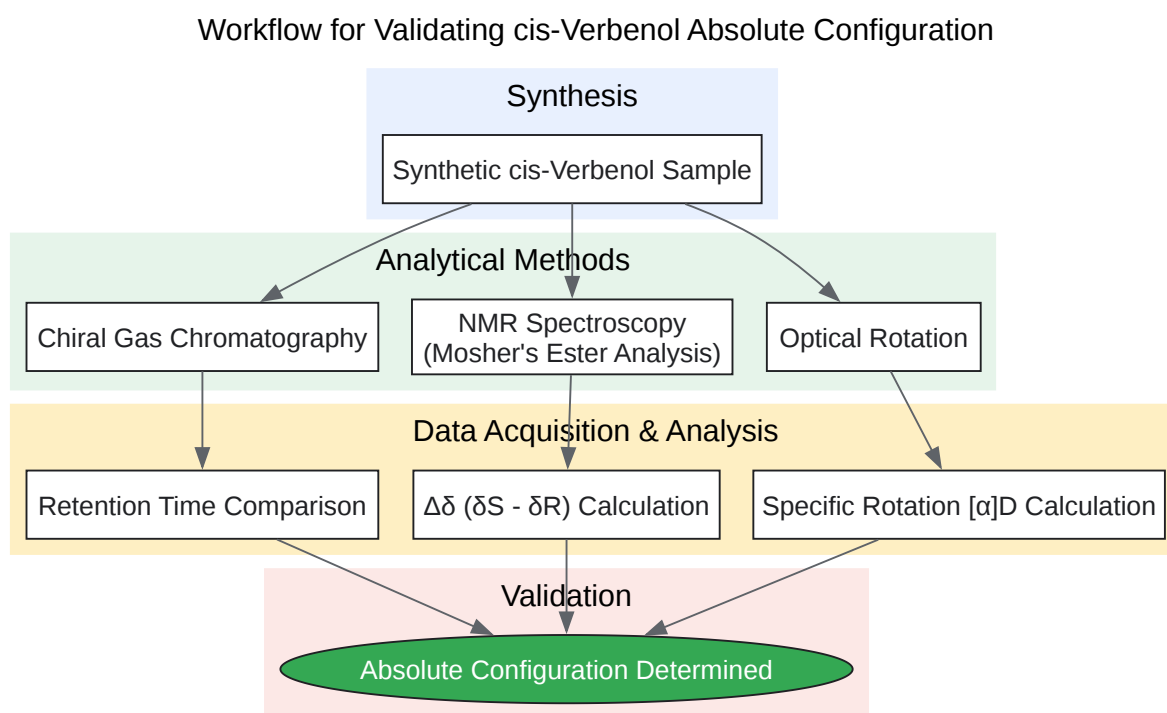 Workflow for Validating cis-Verbenol Absolute Configuration
Synthesis
Synthetic cis-Verbenol Sample
Analytical Methods
Chiral Gas Chromatography
NMR Spectroscopy
(Mosher's Ester Analysis)
Optical Rotation
Data Acquisition & Analysis
Retention Time Comparison
Δδ (δS - δR) Calculation
Specific Rotation [α]D Calculation
Validation
Absolute Configuration Determined